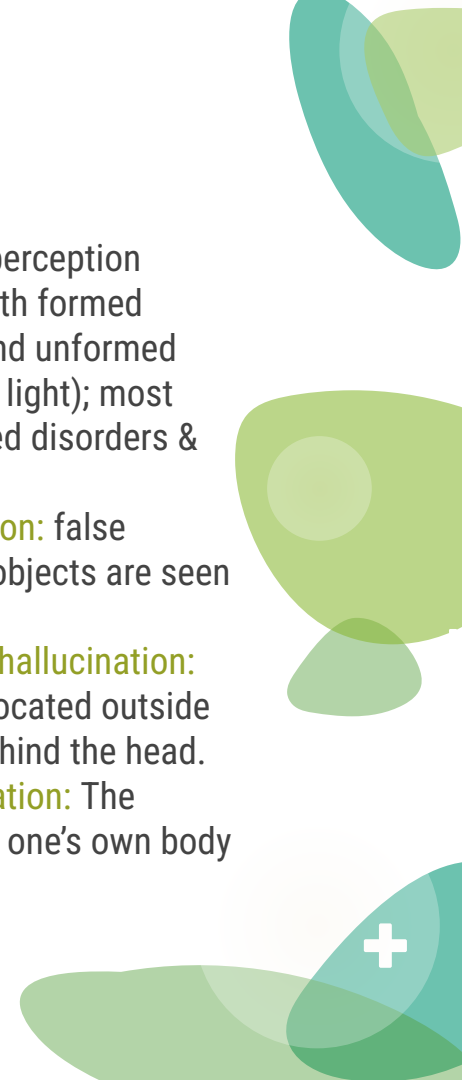 perception
th formed
nd unformed
light); most
ed disorders &
on: false
objects are seen
hallucination:
ocated outside
hind the head.
ation: The
one’s own body